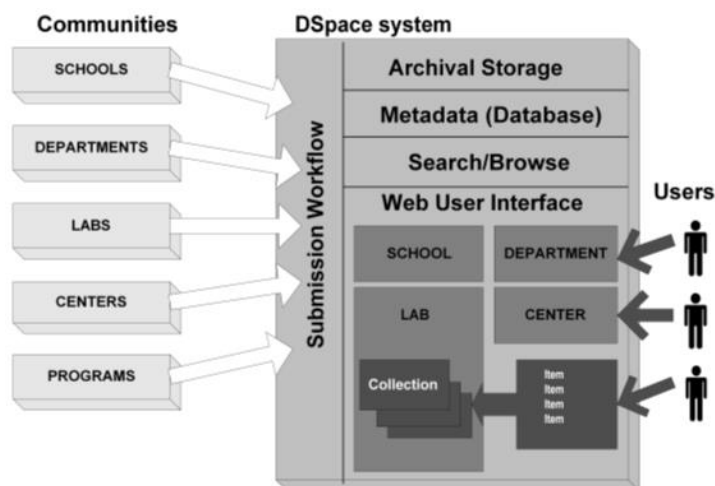 Communities
DSpace system
SCHOOLS
DEPARTMENTS
LABS
CENTERS
PROGRAMS
Submission Workflow
Archival Storage
Metadata (Database)
Search/Browse
Web User Interface
SCHOOL
DEPARTMENT
LAB
CENTER
Collection
Item
Item
Item
Item
Users